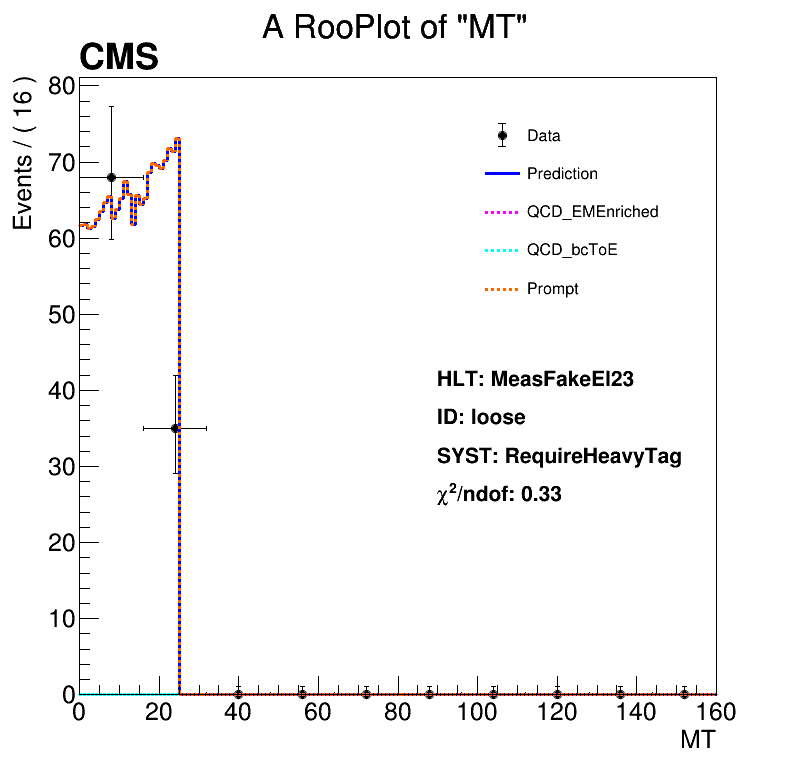 A RooPlot of "MT"
CMS
Events / ( 16 )
80
70
60
50
40
30
20
10
0
Data
Prediction
QCD_EMEnriched
QCD_bcToE
Prompt
HLT: MeasFakeEl23
ID: loose
SYST: RequireHeavyTag
χ²/ndof: 0.33
0 20 40 60 80 100 120 140 160
MT